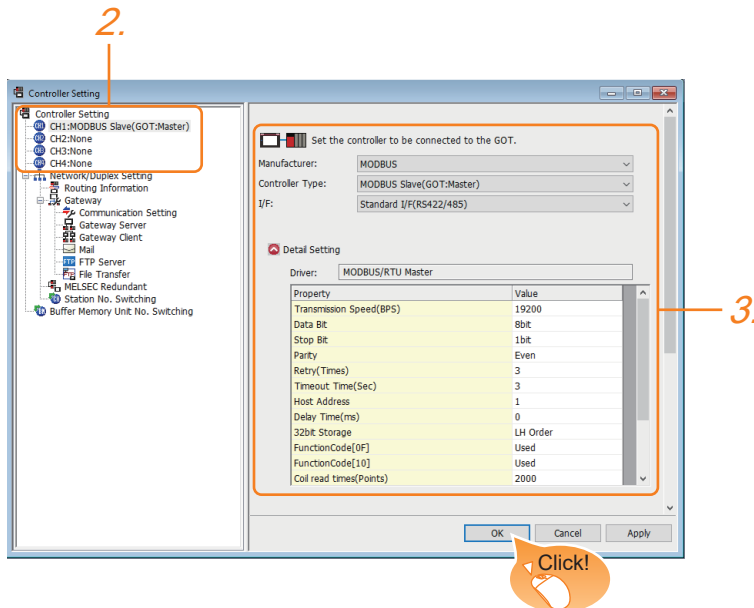 2.
Controller Setting
Controller Setting
CH1:MODBUS Slave(GOT:Master)
CH2:None
CH3:None
CH4:None
Network/Duplex Setting
Routing Information
Gateway
Communication Setting
Gateway Server
Gateway Client
Mail
FTP FTP Server
File Transfer
MELSEC Redundant
Station No. Switching
Buffer Memory Unit No. Switching
Set the controller to be connected to the GOT.
Manufacturer: MODBUS
Controller Type: MODBUS Slave(GOT:Master)
I/F: Standard I/F(RS422/485)
Detail Setting
Driver: MODBUS/RTU Master
Property Value
Transmission Speed(BPS) 19200
Data Bit 8bit
Stop Bit 1bit
Parity Even
Retry(Times) 3
Timeout Time(Sec) 3
Host Address 1
Delay Time(ms) 0
32bit Storage LH Order
FunctionCode[0F] Used
FunctionCode[10] Used
Coil read times(Points) 2000
3.
OK Cancel Apply
Click!